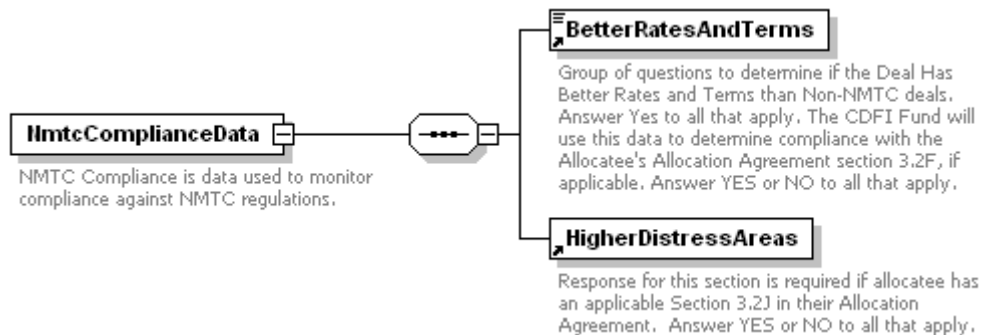 BetterRatesAndTerms
Group of questions to determine if the Deal Has
Better Rates and Terms than Non-NMTC deals.
Answer Yes to all that apply. The CDFI Fund will
use this data to determine compliance with the
Allocatee's Allocation Agreement section 3.2F, if
applicable. Answer YES or NO to all that apply.
NmtcComplianceData
NMTC Compliance is data used to monitor
compliance against NMTC regulations.
HigherDistressAreas
Response for this section is required if allocatee has
an applicable Section 3.2J in their Allocation
Agreement.  Answer YES or NO to all that apply.